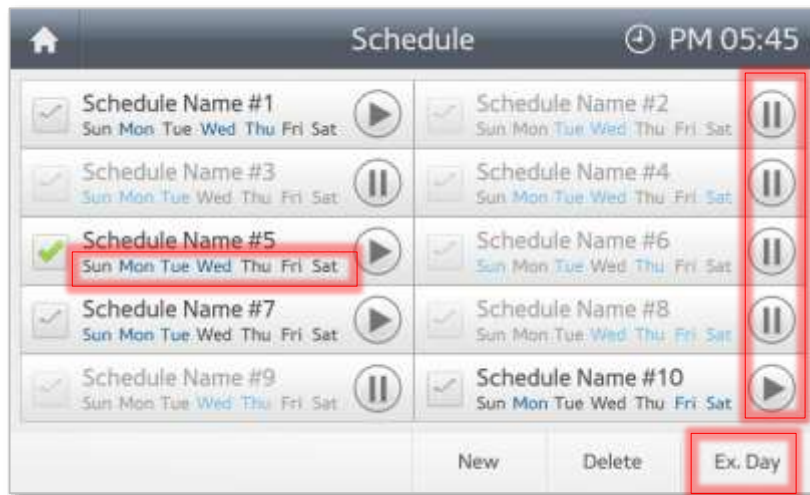 Schedule
PM 05:45
Schedule Name #1
Sun Mon Tue Wed Thu Fri Sat
Schedule Name #2
Sun Mon Tue Wed Thu Fri Sat
Schedule Name #3
Sun Mon Tue Wed Thu Fri Sat
Schedule Name #4
Sun Mon Tue Wed Thu Fri Sat
Schedule Name #5
Sun Mon Tue Wed Thu Fri Sat
Schedule Name #6
Sun Mon Tue Wed Thu Fri Sat
Schedule Name #7
Sun Mon Tue Wed Thu Fri Sat
Schedule Name #8
Sun Mon Tue Wed Thu Fri Sat
Schedule Name #9
Sun Mon Tue Wed Thu Fri Sat
Schedule Name #10
Sun Mon Tue Wed Thu Fri Sat
New
Delete
Ex. Day